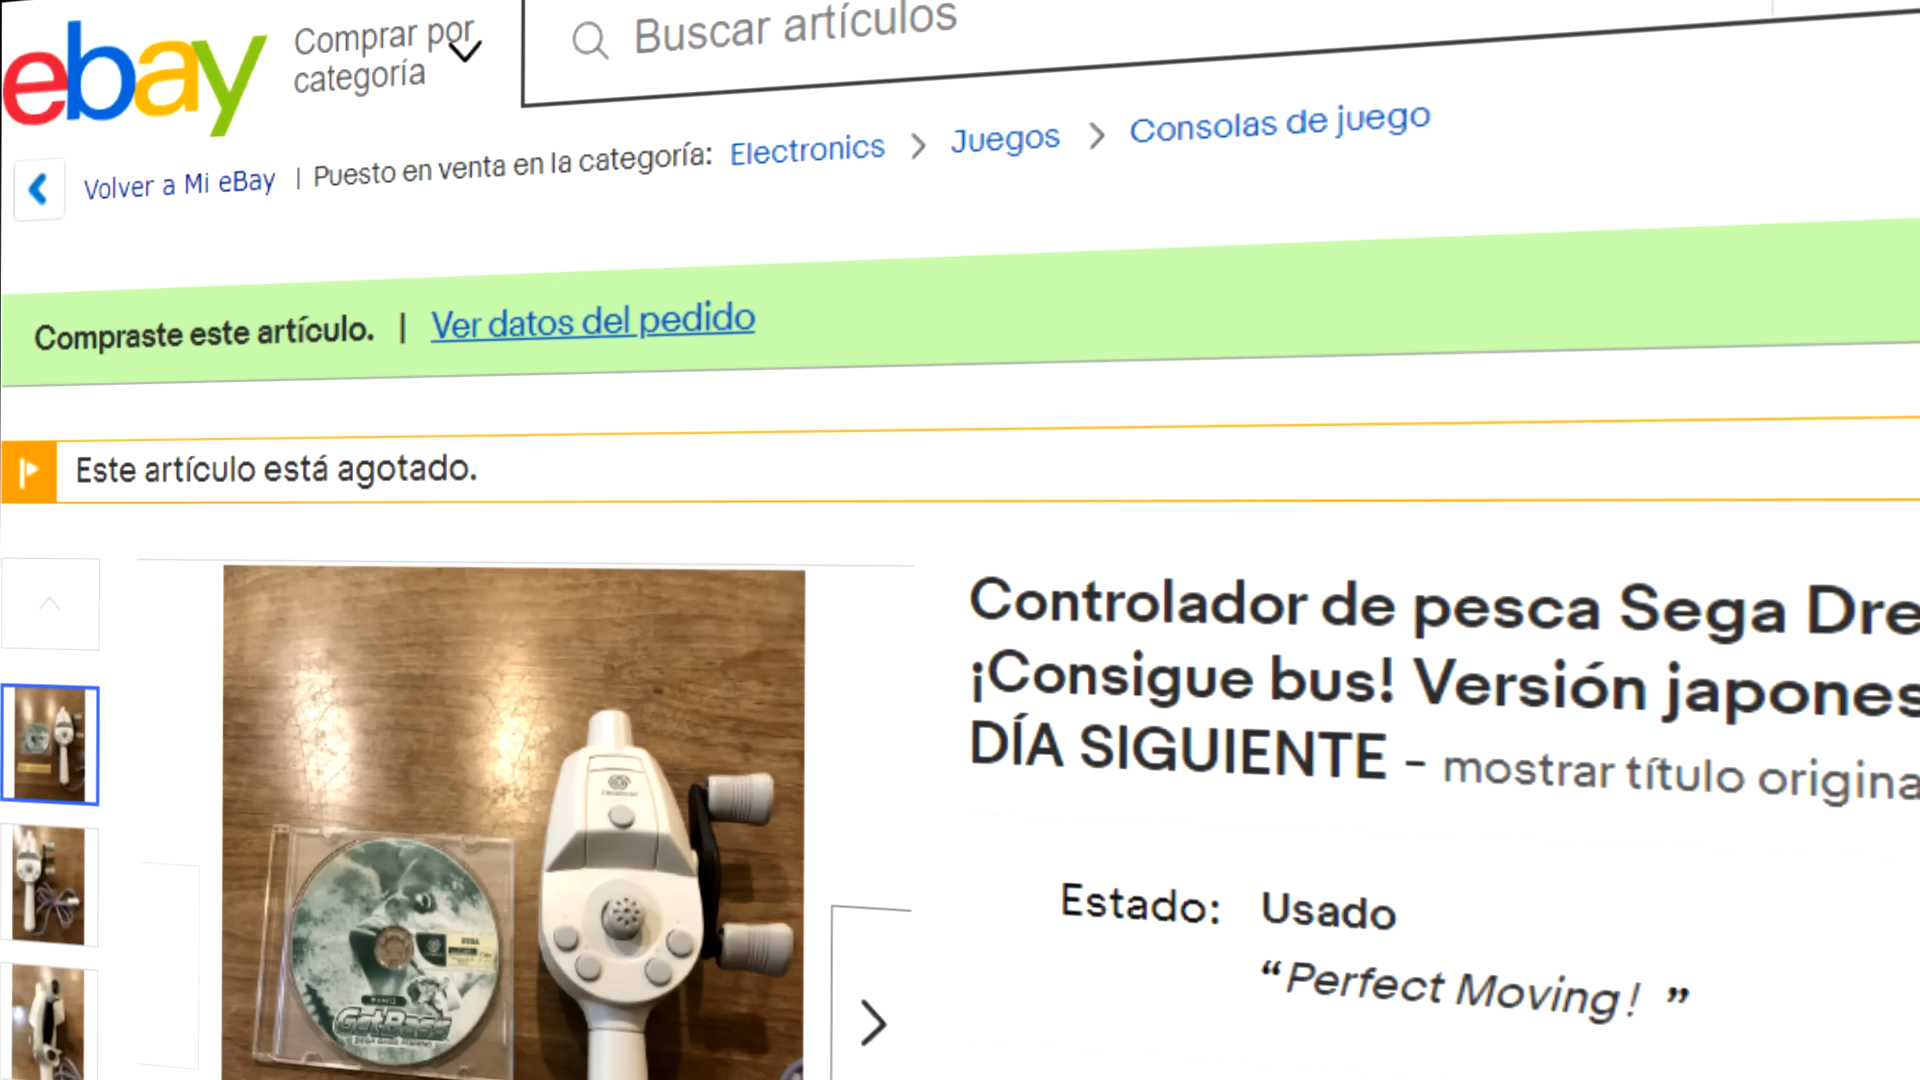 ebay
Comprar por
categoría
Buscar artículos
Volver a Mi eBay | Puesto en venta en la categoría: Electronics > Juegos > Consolas de juego
Compraste este artículo. | Ver datos del pedido
Este artículo está agotado.
Controlador de pesca Sega Dre
¡Consigue bus! Versión japones
DÍA SIGUIENTE - mostrar título origina
Estado: Usado
“Perfect Moving! ”
GetBass
SEGA